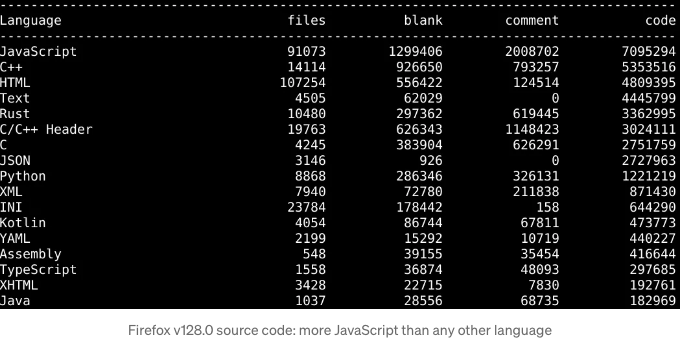 Language files blank comment code
JavaScript 91073 1299406 2008702 7095294
C++ 14114 926650 793257 5353516
HTML 107254 556422 124514 4809395
Text 4505 62029 0 4445799
Rust 10480 297362 619445 3362995
C/C++ Header 19763 626343 1148423 3024111
C 4245 383904 626291 2751759
JSON 3146 926 0 2727963
Python 8868 286346 326131 1221219
XML 7940 72780 211838 871430
INI 23784 178442 158 644290
Kotlin 4054 86744 67811 473773
YAML 2199 15292 10719 440227
Assembly 548 39155 35454 416644
TypeScript 1558 36874 48093 297685
XHTML 3428 22715 7830 192761
Java 1037 28556 68735 182969
Firefox v128.0 source code: more JavaScript than any other language